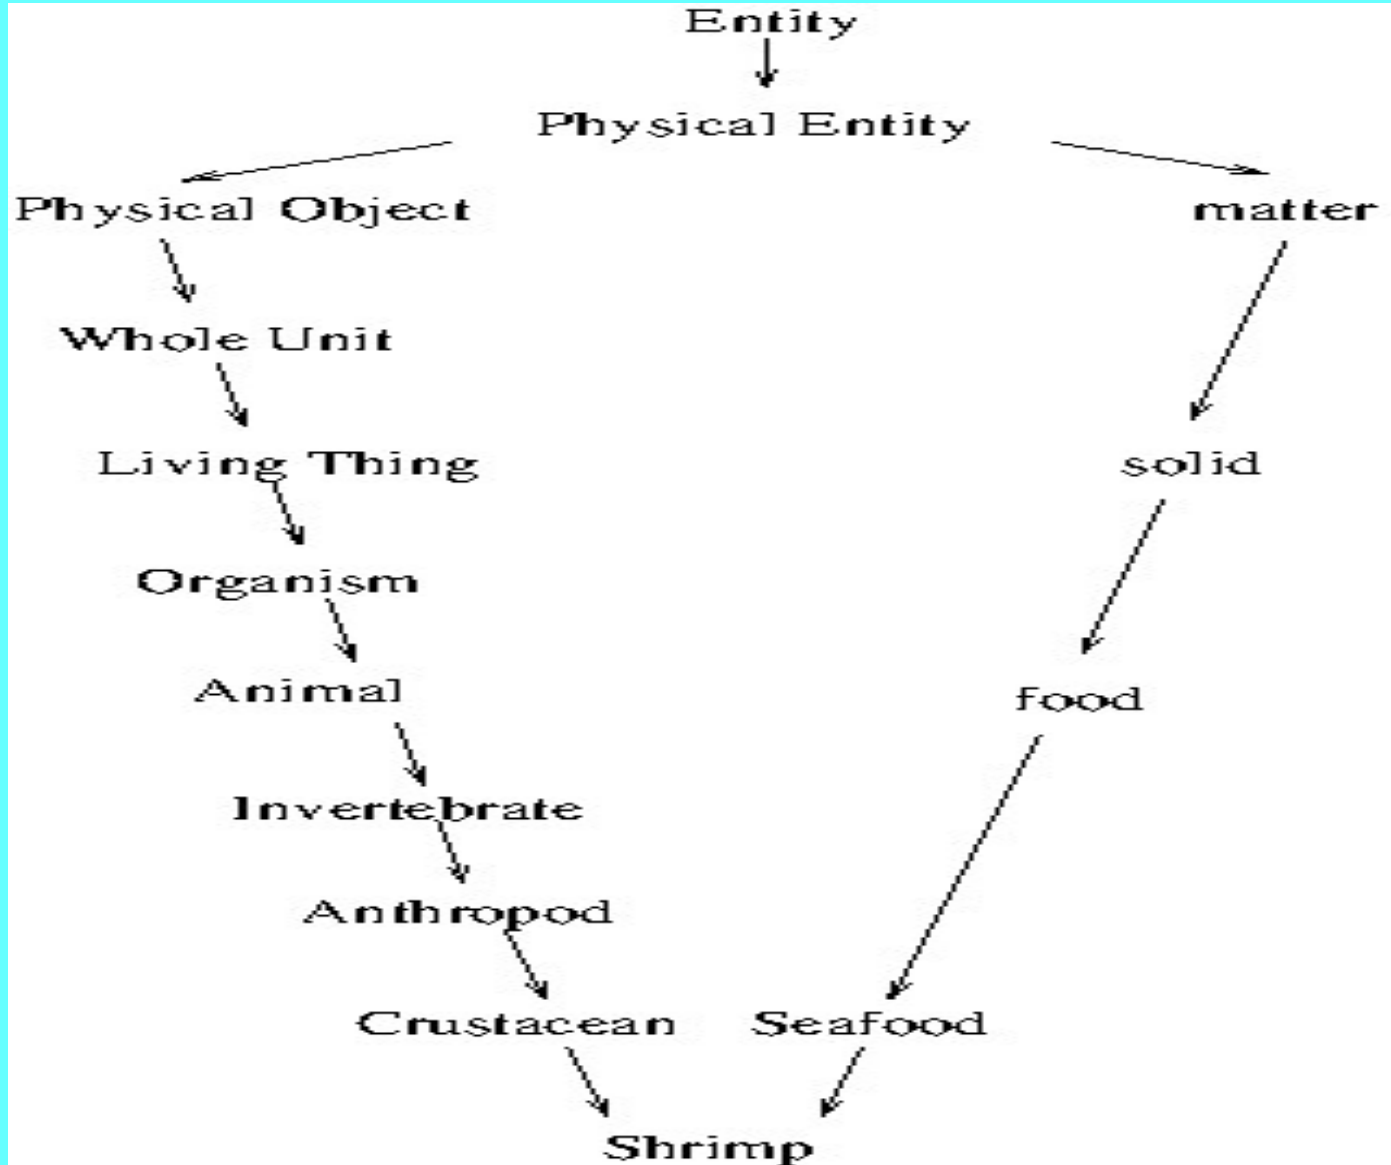 Entity
Physical Entity
Physical Object
matter
Whole Unit
Living Thing
solid
Organism
Animal
food
Invertebrate
Anthropod
Crustacean
Seafood
Shrimp